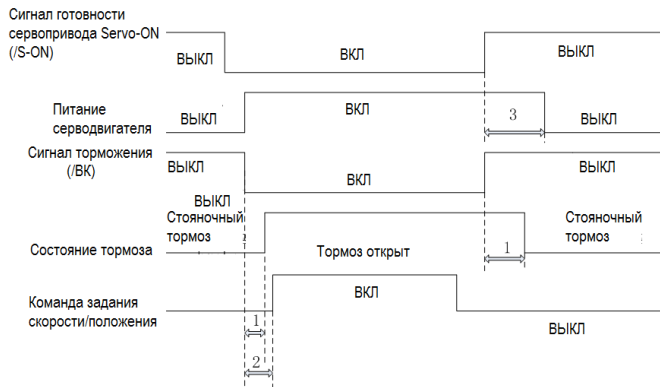 Сигнал готовности
сервопривода Servo-ON
(/S-ON)
ВЫКЛ
ВКЛ
ВЫКЛ
Питание
серводвигателя
ВЫКЛ
ВКЛ
3
ВЫКЛ
Сигнал торможения
(/BK)
ВЫКЛ
ВКЛ
ВЫКЛ
ВЫКЛ
Стояночный
тормоз
Состояние тормоза
Тормоз открыт
1
Стояночный
тормоз
Команда задания
скорости/положения
ВКЛ
ВЫКЛ
1
2